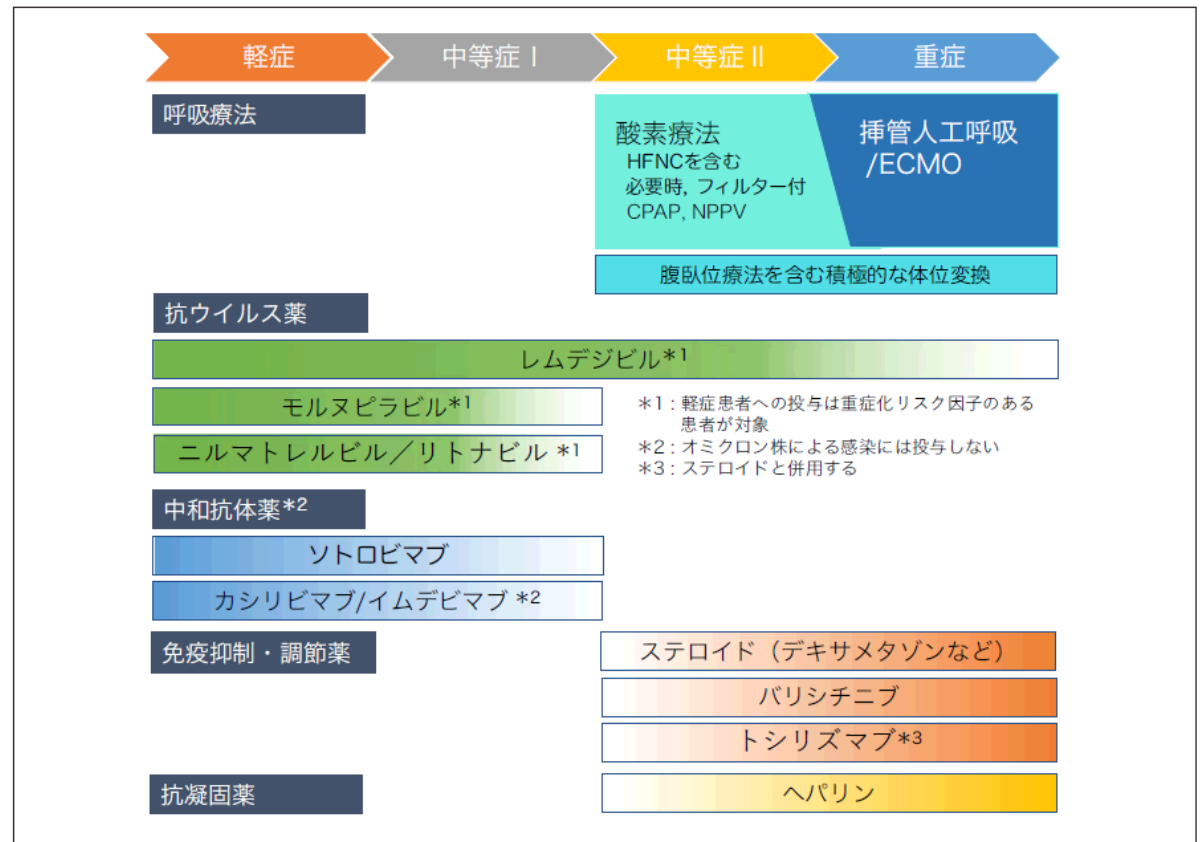 軽症
中等症Ⅰ
中等症Ⅱ
重症
呼吸療法
酸素療法
HFNCを含む
必要時, フィルター付
CPAP, NPPV
挿管人工呼吸
/ECMO
腹臥位療法を含む積極的な体位変換
抗ウイルス薬
レムデジビル*1
モルヌピラビル*1
ニルマトレルビル／リトナビル *1
*1：軽症患者への投与は重症化リスク因子のある
患者が対象
*2：オミクロン株による感染には投与しない
*3：ステロイドと併用する
中和抗体薬*2
ソトロビマブ
カシリビマブ/イムデビマブ *2
免疫抑制・調節薬
ステロイド（デキサメタゾンなど）
バリシチニブ
トシリズマブ*3
抗凝固薬
ヘパリン